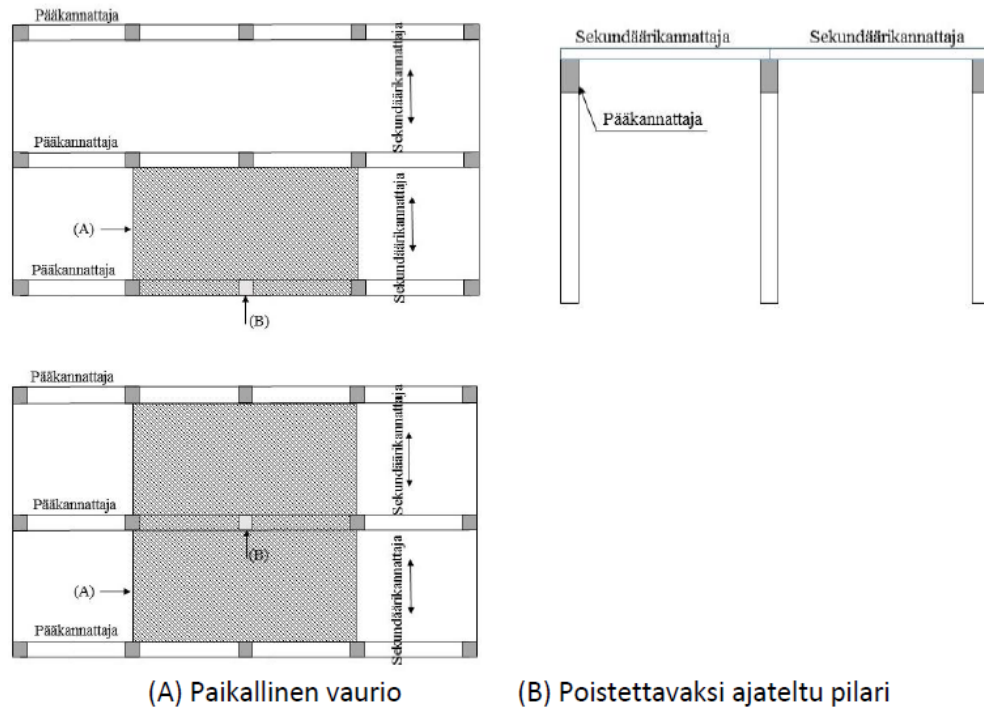 Pääkannattaja
Sekundäärikannattaja
Pääkannattaja
Sekundäärikannattaja
(A)
Pääkannattaja
(B)
Sekundäärikannattaja
Sekundäärikannattaja
Pääkannattaja
Pääkannattaja
Sekundäärikannattaja
Pääkannattaja
(B)
Sekundäärikannattaja
(A)
Pääkannattaja
(A) Paikallinen vaurio
(B) Poistettavaksi ajateltu pilari